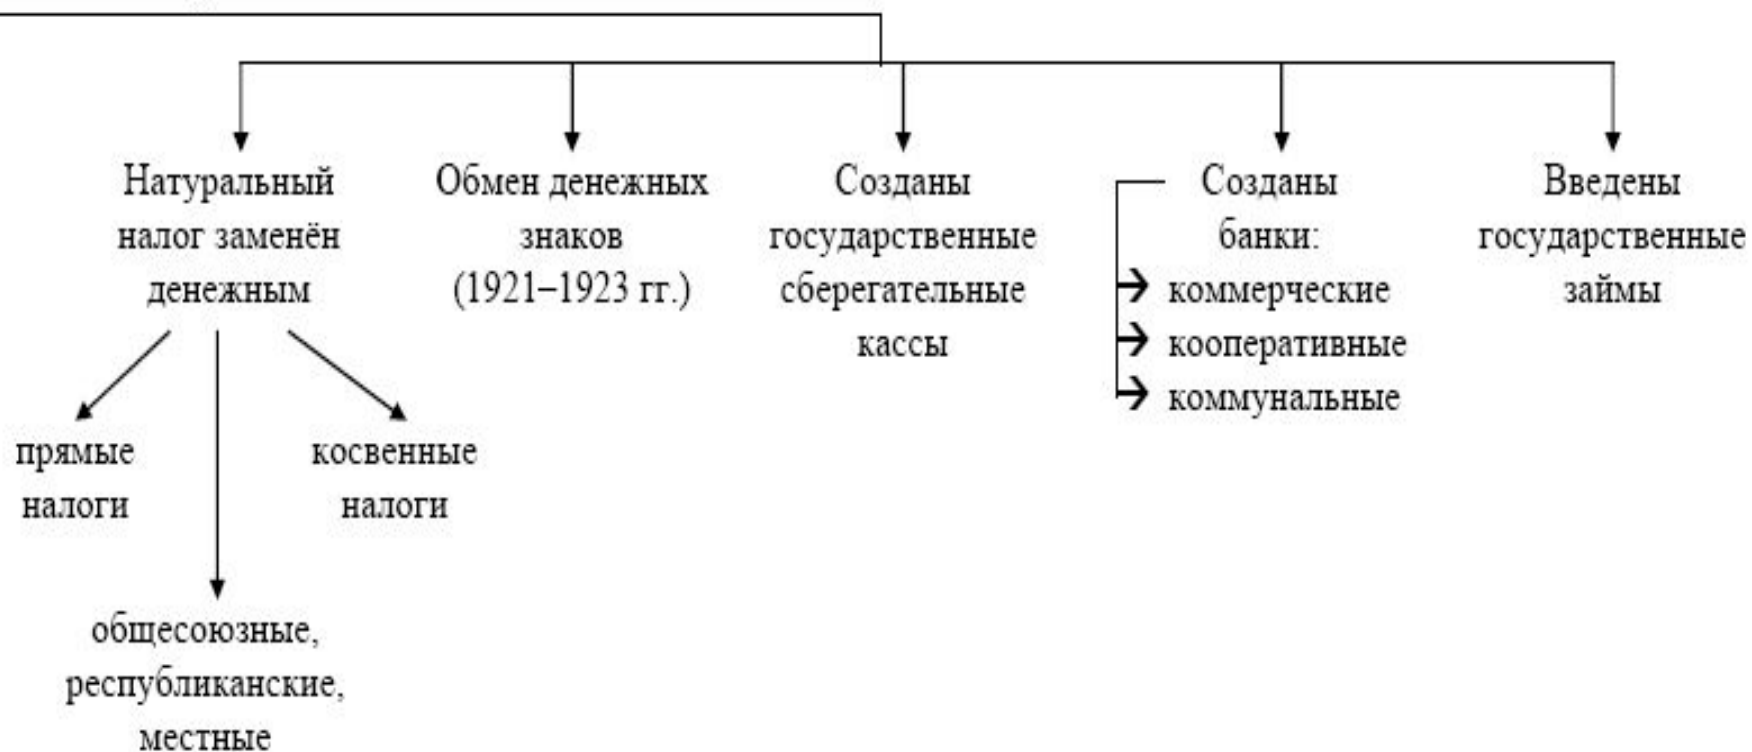 Натуральный
налог заменён
денежным
Обмен денежных
знаков
(1921–1923 гг.)
Созданы
государственные
сберегательные
кассы
Созданы
банки:
коммерческие
кооперативные
коммунальные
Введены
государственные
займы
прямые
налоги
косвенные
налоги
общесоюзные,
республиканские,
местные